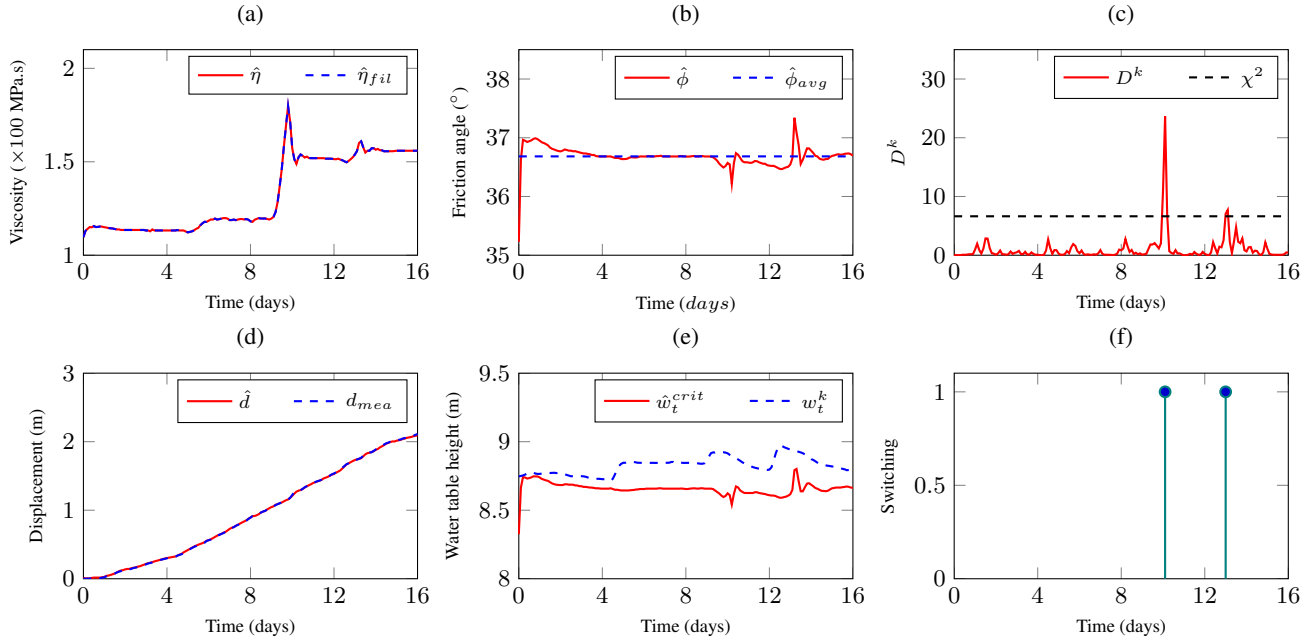 (a)
Viscosity (×100 MPa.s)
2
1.5
1
η̂
η̂_fil
0 4 8 12 16
Time (days)
(b)
Friction angle (°)
38
37
36
35
φ̂
φ̂_avg
0 4 8 12 16
Time (days)
(c)
D^k
30
20
10
0
D^k
χ²
0 4 8 12 16
Time (days)
(d)
Displacement (m)
3
2
1
0
d̂
d_mea
0 4 8 12 16
Time (days)
(e)
Water table height (m)
9.5
9
8.5
8
ŵ_t^crit
w_t^k
0 4 8 12 16
Time (days)
(f)
Switching
1
0.5
0
0 4 8 12 16
Time (days)